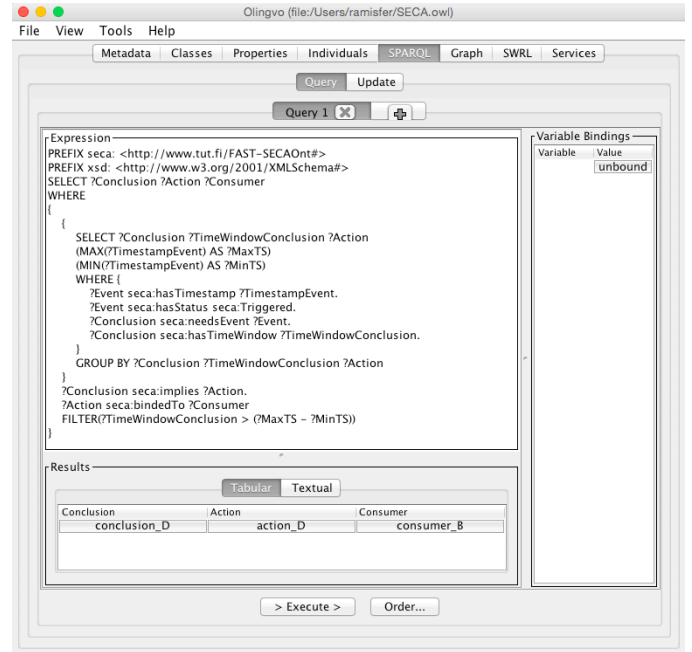 Olingvo (file:/Users/ramisfer/SECA.owl)
File View Tools Help
Metadata Classes Properties Individuals SPARQL Graph SWRL Services
Query Update
Query 1
Expression
PREFIX seca: <http://www.tut.fi/FAST-SECAOnt#>
PREFIX xsd: <http://www.w3.org/2001/XMLSchema#>
SELECT ?Conclusion ?Action ?Consumer
WHERE
{
{
SELECT ?Conclusion ?TimeWindowConclusion ?Action
(MAX(?TimestampEvent) AS ?MaxTS)
(MIN(?TimestampEvent) AS ?MinTS)
WHERE {
?Event seca:hasTimestamp ?TimestampEvent.
?Event seca:hasStatus seca:Triggered.
?Conclusion seca:needsEvent ?Event.
?Conclusion seca:hasTimeWindow ?TimeWindowConclusion.
}
GROUP BY ?Conclusion ?TimeWindowConclusion ?Action
}
?Conclusion seca:implies ?Action.
?Action seca:bindedTo ?Consumer
FILTER(?TimeWindowConclusion > (?MaxTS - ?MinTS))
}
Variable Bindings
Variable Value
unbound
Results
Tabular Textual
Conclusion Action Consumer
conclusion_D action_D consumer_B
> Execute > Order...